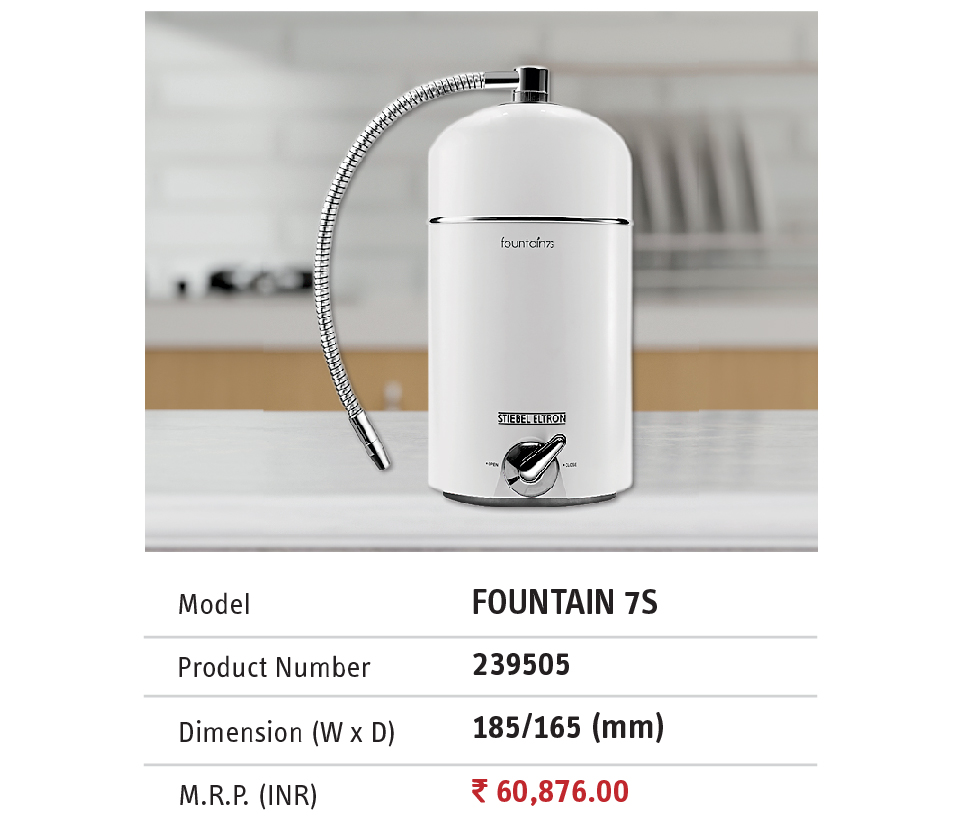 fountain7s
STIEBEL ELTRON
•OPEN •CLOSE
Model FOUNTAIN 7S
Product Number 239505
Dimension (W x D) 185/165 (mm)
M.R.P. (INR) ₹ 60,876.00